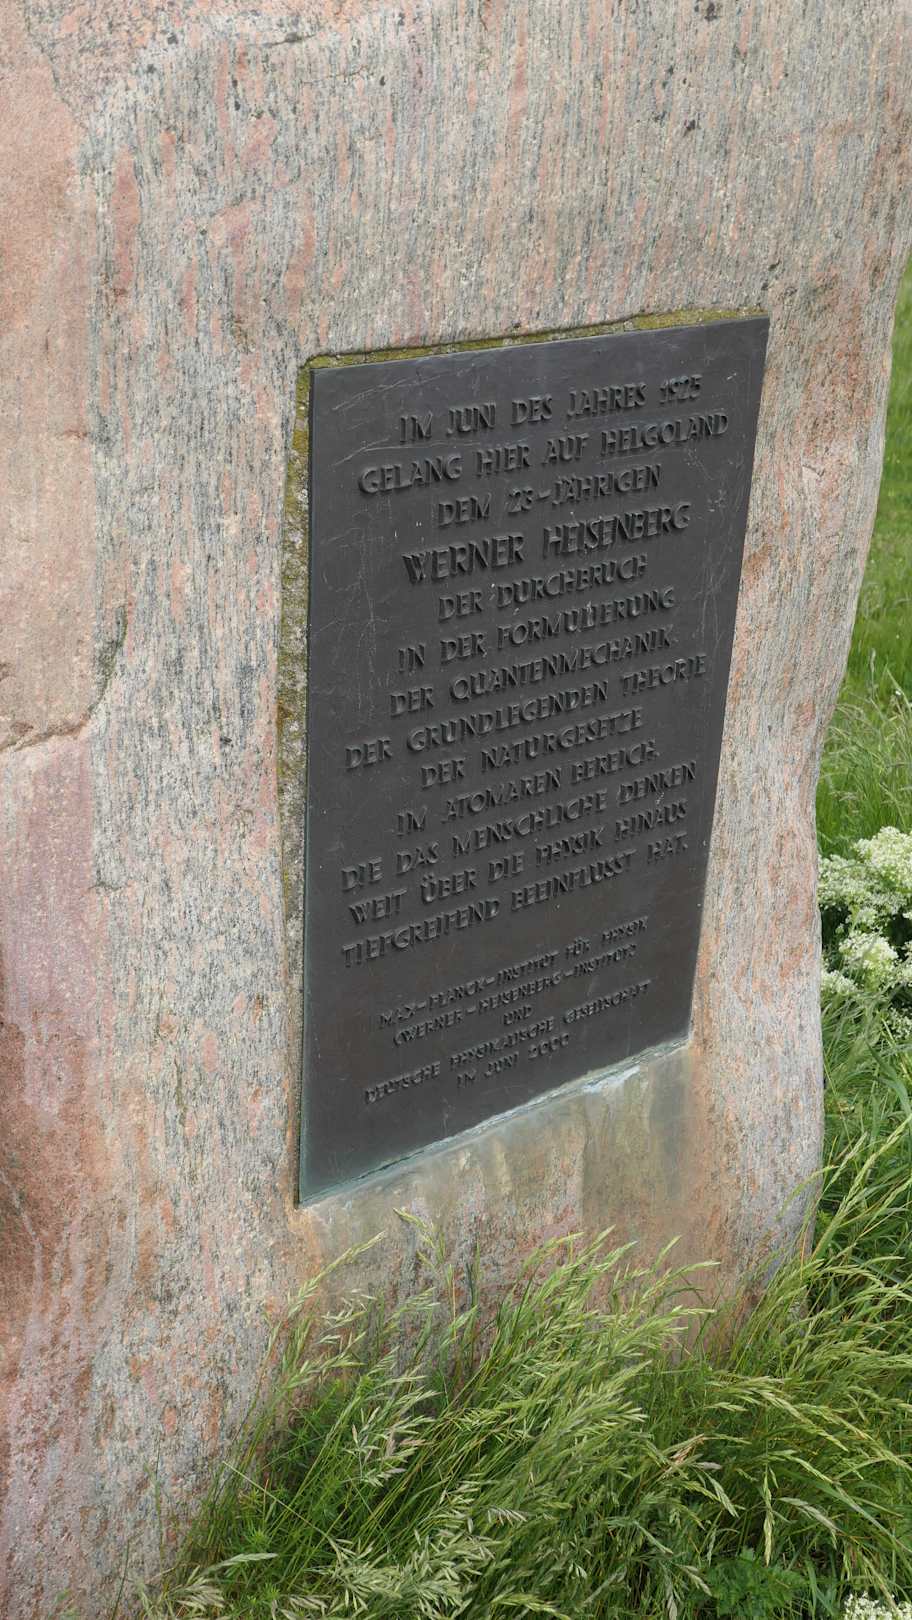 IM JUNI DES JAHRES 1925
GELANG HIER AUF HELGOLAND
DEM 23-JÄHRIGEN
WERNER HEISENBERG
DER DURCHBRUCH
IN DER FORMULIERUNG
DER QUANTENMECHANIK,
DER GRUNDLEGENDEN THEORIE
DER NATURGESETZE
IM ATOMAREN BEREICH,
DIE DAS MENSCHLICHE DENKEN
WEIT ÜBER DIE PHYSIK HINAUS
TIEFGREIFEND BEEINFLUSST HAT.
MAX-PLANCK-INSTITUT FÜR PHYSIK
(WERNER-HEISENBERG-INSTITUT)
UND
DEUTSCHE PHYSIKALISCHE GESELLSCHAFT
IM JUNI 2000